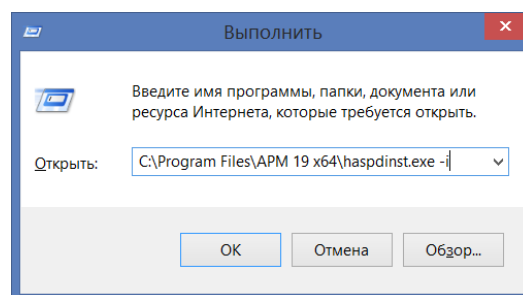 Выполнить
Введите имя программы, папки, документа или
ресурса Интернета, которые требуется открыть.
Открыть: C:\Program Files\APM 19 x64\haspdinst.exe -i
ОК Отмена Обзор...